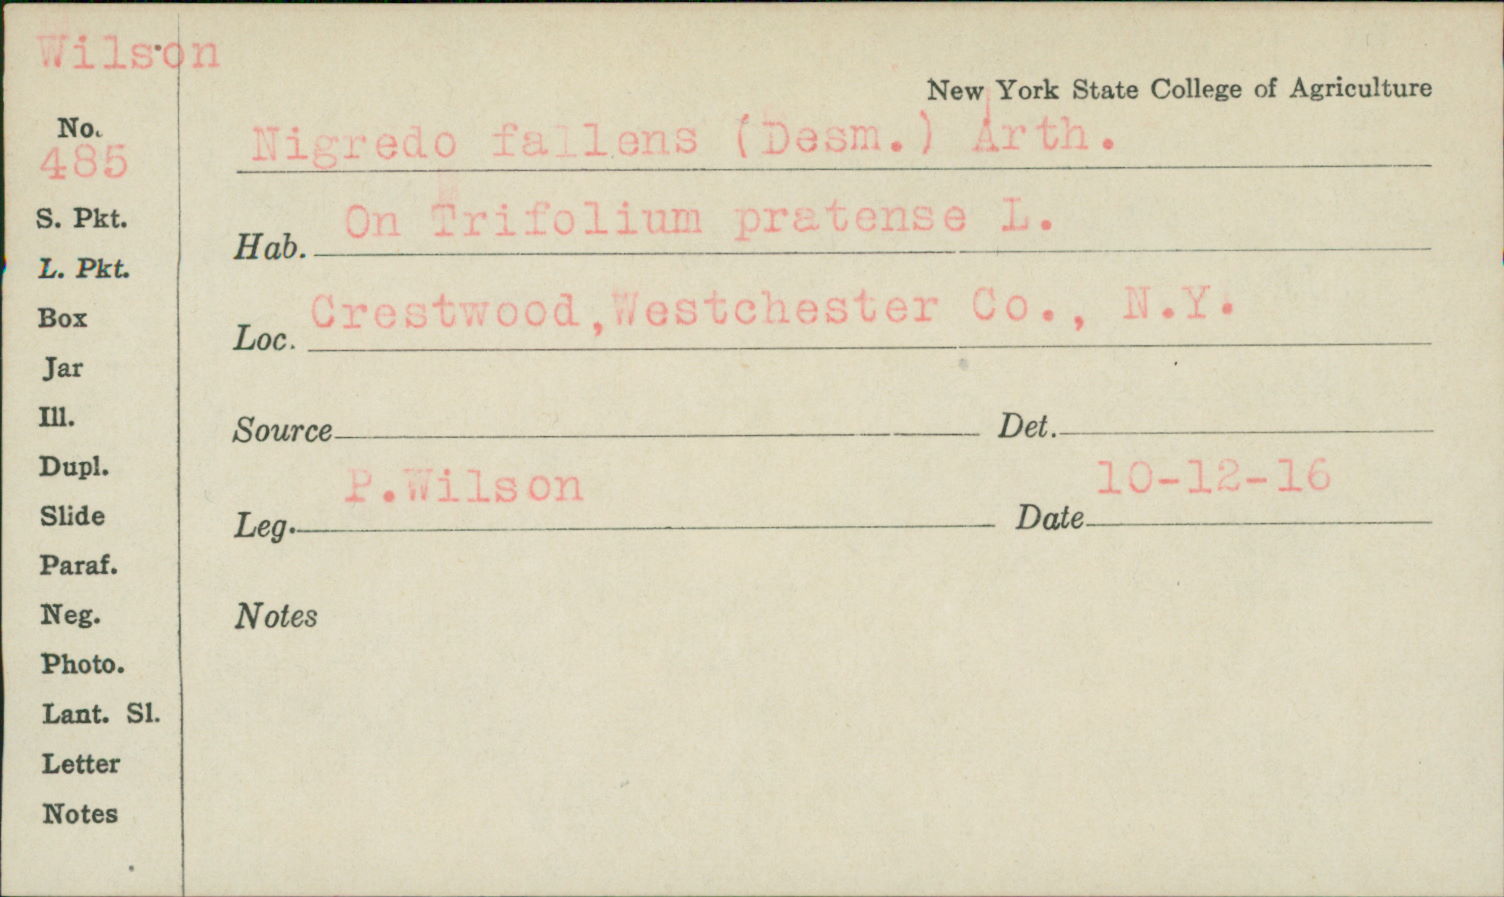 Wilson
New York State College of Agriculture
No.
485
Nigredo fallens (Desm.) Arth.
S. Pkt.
Hab. On Trifolium pratense L.
L. Pkt.
Box
Loc. Crestwood,Westchester Co., N.Y.
Jar
Ill.
Source
Det.
Dupl.
Slide
Leg. P.Wilson
Date 10-12-16
Paraf.
Neg.
Notes
Photo.
Lant. Sl.
Letter
Notes